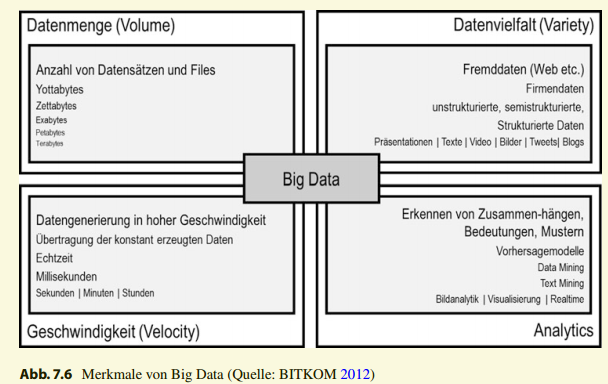 Datenmenge (Volume)
Anzahl von Datensätzen und Files
Yottabytes
Zettabytes
Exabytes
Petabytes
Terabytes
Datenvielfalt (Variety)
Fremddaten (Web etc.)
Firmendaten
unstrukturierte, semistrukturierte,
Strukturierte Daten
Präsentationen | Texte | Video | Bilder | Tweets| Blogs
Big Data
Datengenerierung in hoher Geschwindigkeit
Übertragung der konstant erzeugten Daten
Echtzeit
Millisekunden
Sekunden | Minuten | Stunden
Geschwindigkeit (Velocity)
Erkennen von Zusammen-hängen,
Bedeutungen, Mustern
Vorhersagemodelle
Data Mining
Text Mining
Bildanalytik | Visualisierung | Realtime
Analytics
Abb. 7.6 Merkmale von Big Data (Quelle: BITKOM 2012)